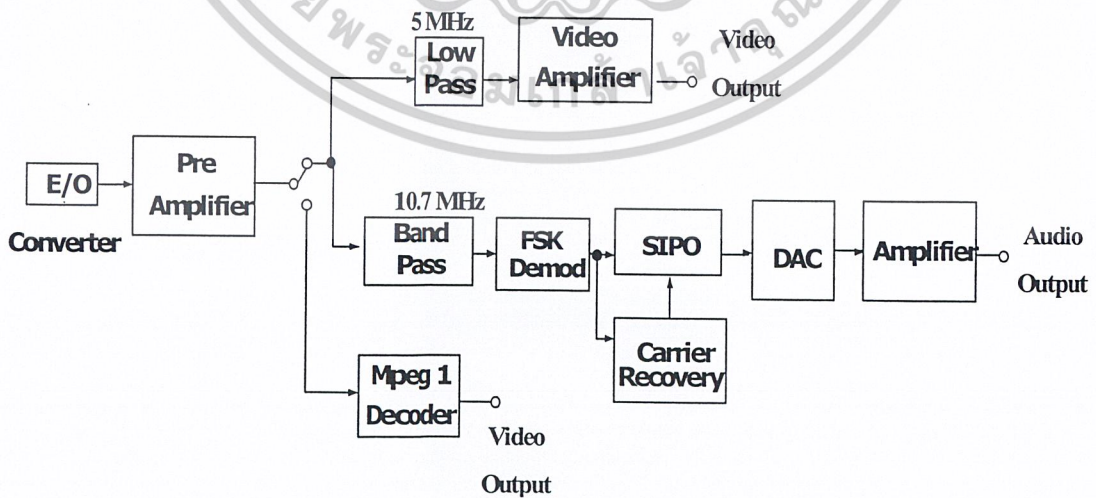 5 MHz
Low
Pass
Video
Amplifier
Video
Output
E/O
Converter
Pre
Amplifier
10.7 MHz
Band
Pass
FSK
Demod
SIPO
DAC
Amplifier
Audio
Output
Carrier
Recovery
Mpeg 1
Decoder
Video
Output